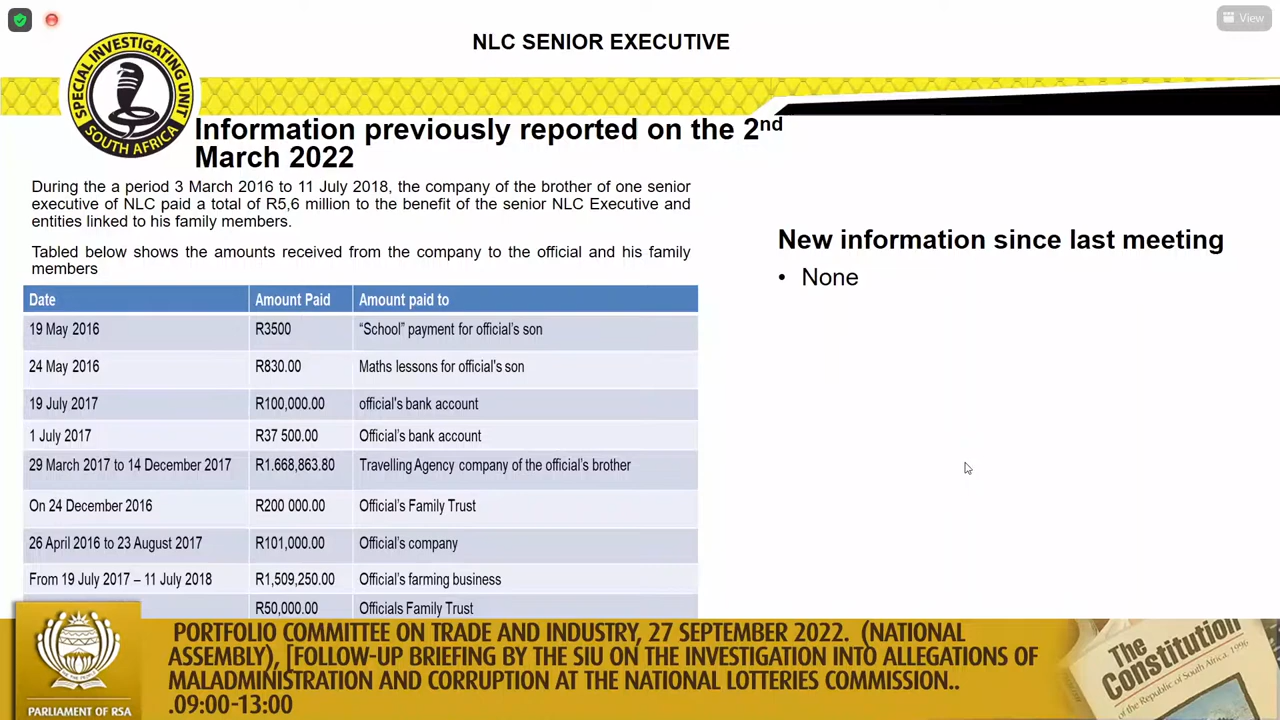 View
NLC SENIOR EXECUTIVE
SPECIAL INVESTIGATING UNIT
SOUTH AFRICA
Information previously reported on the 2nd
March 2022
During the a period 3 March 2016 to 11 July 2018, the company of the brother of one senior
executive of NLC paid a total of R5,6 million to the benefit of the senior NLC Executive and
entities linked to his family members.
Tabled below shows the amounts received from the company to the official and his family
members
Date Amount Paid Amount paid to
19 May 2016 R3500 “School” payment for official’s son
24 May 2016 R830.00 Maths lessons for official's son
19 July 2017 R100,000.00 official's bank account
1 July 2017 R37 500.00 Official’s bank account
29 March 2017 to 14 December 2017 R1.668,863.80 Travelling Agency company of the official’s brother
On 24 December 2016 R200 000.00 Official’s Family Trust
26 April 2016 to 23 August 2017 R101,000.00 Official’s company
From 19 July 2017 – 11 July 2018 R1,509,250.00 Official’s farming business
R50,000.00 Officials Family Trust
New information since last meeting
• None
PORTFOLIO COMMITTEE ON TRADE AND INDUSTRY, 27 SEPTEMBER 2022. (NATIONAL
ASSEMBLY), [FOLLOW-UP BRIEFING BY THE SIU ON THE INVESTIGATION INTO ALLEGATIONS OF
MALADMINISTRATION AND CORRUPTION AT THE NATIONAL LOTTERIES COMMISSION..
.09:00-13:00
PARLIAMENT OF RSA
The
Constitution
of the Republic of South Africa, 1996